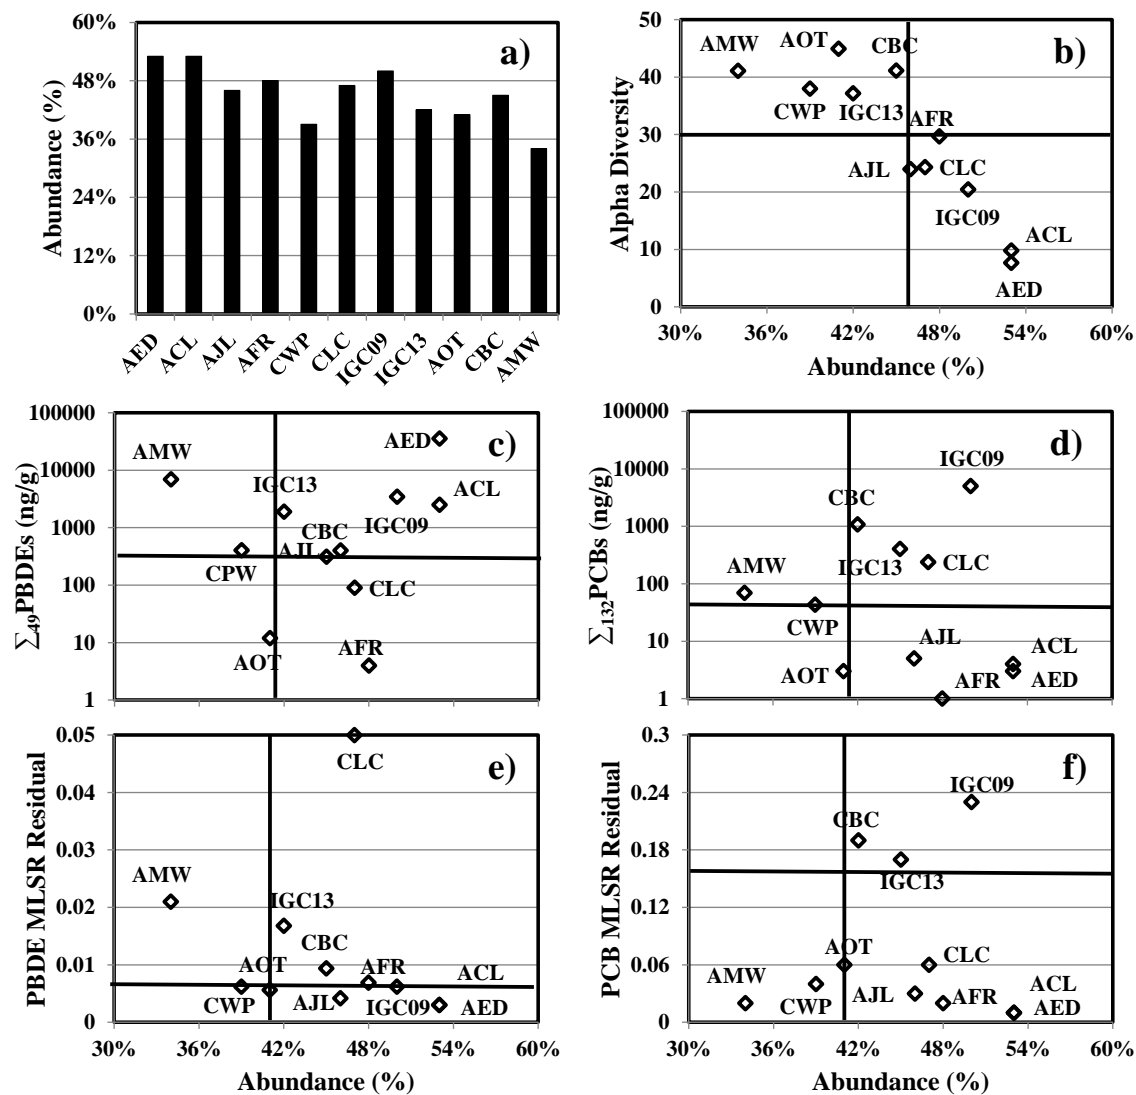 60%
48%
36%
24%
12%
0%
Abundance (%)
a)
AED
ACL
AJL
AFR
CWP
CLC
IGC09
IGC13
AOT
CBC
AMW
50
40
30
20
10
0
Alpha Diversity
b)
AMW
AOT
CBC
CWP
IGC13
AFR
AJL
CLC
IGC09
ACL
AED
30% 36% 42% 48% 54% 60%
Abundance (%)
100000
10000
1000
100
10
1
∑49PBDEs (ng/g)
c)
AMW
AED
IGC13
ACL
IGC09
CBC
AJL
CPW
CLC
AOT
AFR
100000
10000
1000
100
10
1
∑132PCBs (ng/g)
d)
IGC09
CBC
IGC13
CLC
AMW
CWP
AJL
ACL
AOT
AFR
AED
0.05
0.04
0.03
0.02
0.01
0
PBDE MLSR Residual
e)
CLC
AMW
IGC13
CBC
AOT
AFR
ACL
CWP
AJL
IGC09
AED
30% 36% 42% 48% 54% 60%
Abundance (%)
0.3
0.24
0.18
0.12
0.06
0
PCB MLSR Residual
f)
IGC09
CBC
IGC13
AOT
CLC
AMW
CWP
AJL
AFR
ACL
AED
30% 36% 42% 48% 54% 60%
Abundance (%)